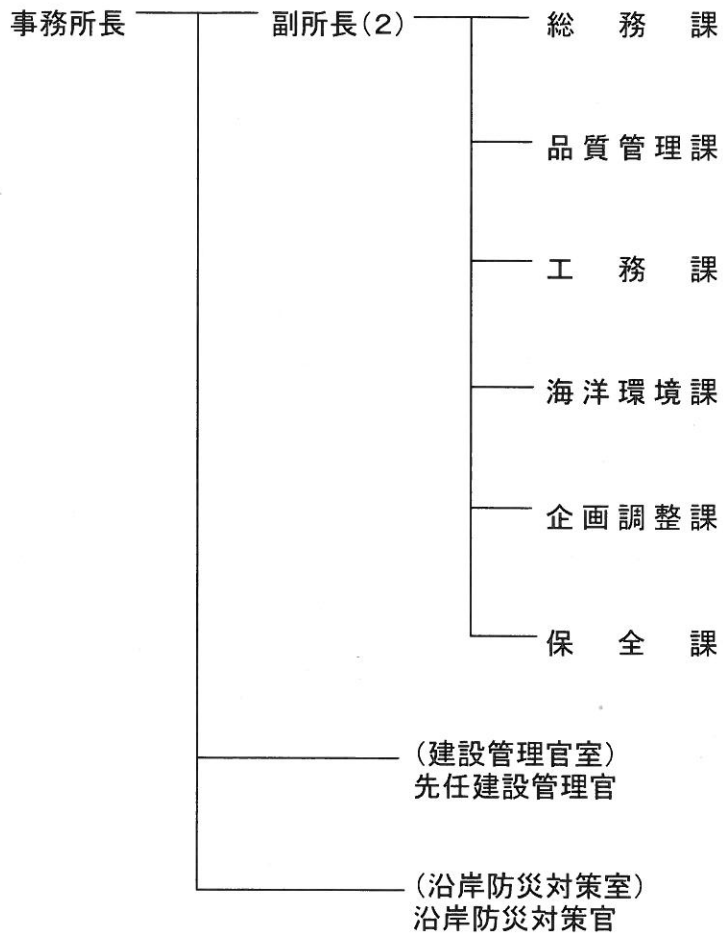 事務所長 副所長(2) 総務課
品質管理課
工務課
海洋環境課
企画調整課
保全課
(建設管理官室)
先任建設管理官
(沿岸防災対策室)
沿岸防災対策官